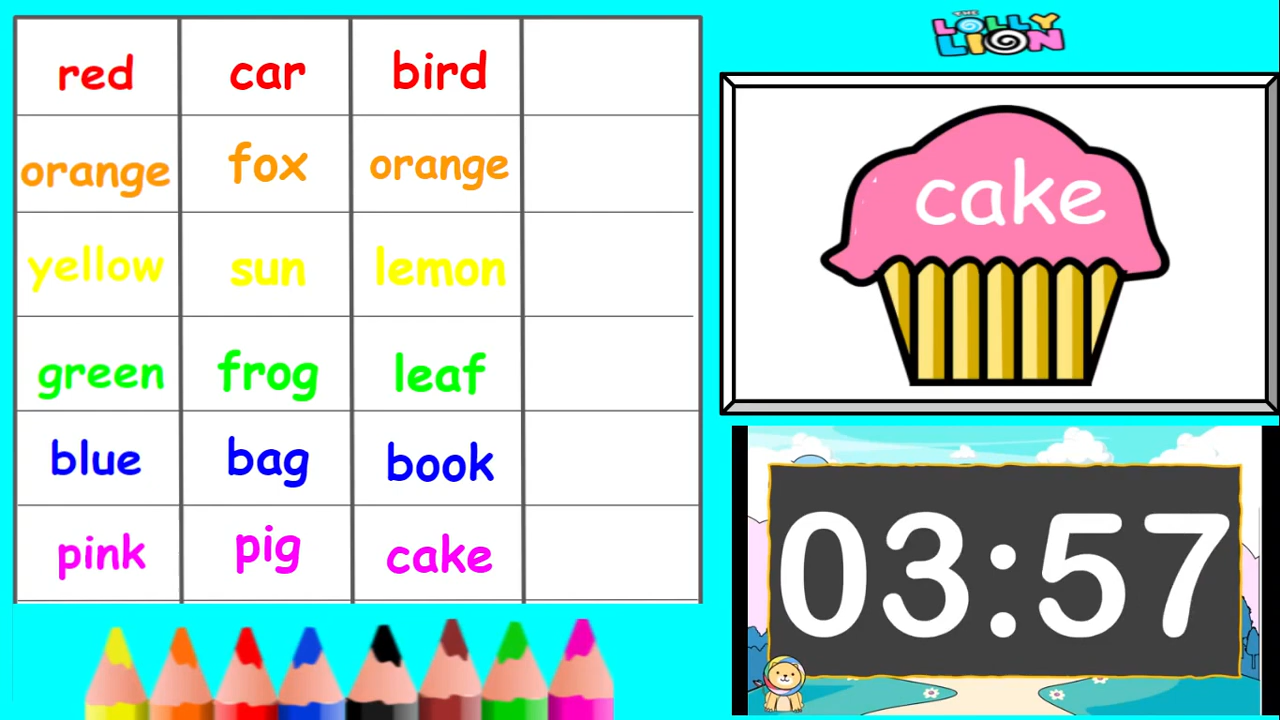 red car bird
orange fox orange
yellow sun lemon
green frog leaf
blue bag book
pink pig cake
THE
LOLLY
LION
cake
03:57